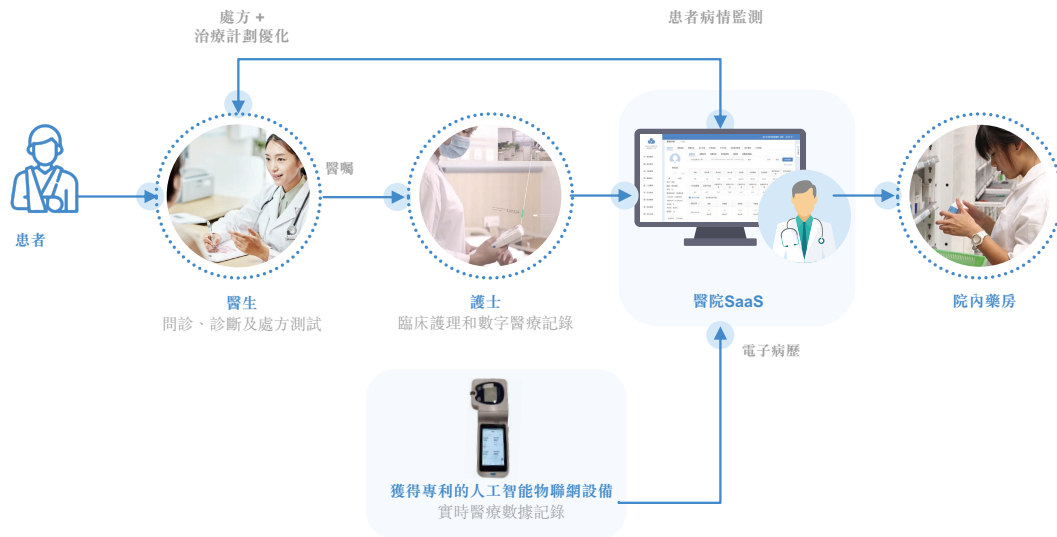 處方 +
治療計劃優化
患者病情監測
醫囑
患者
醫生
問診、診斷及處方測試
護士
臨床護理和數字醫療記錄
醫院SaaS
院內藥房
電子病歷
獲得專利的人工智能物聯網設備
實時醫療數據記錄